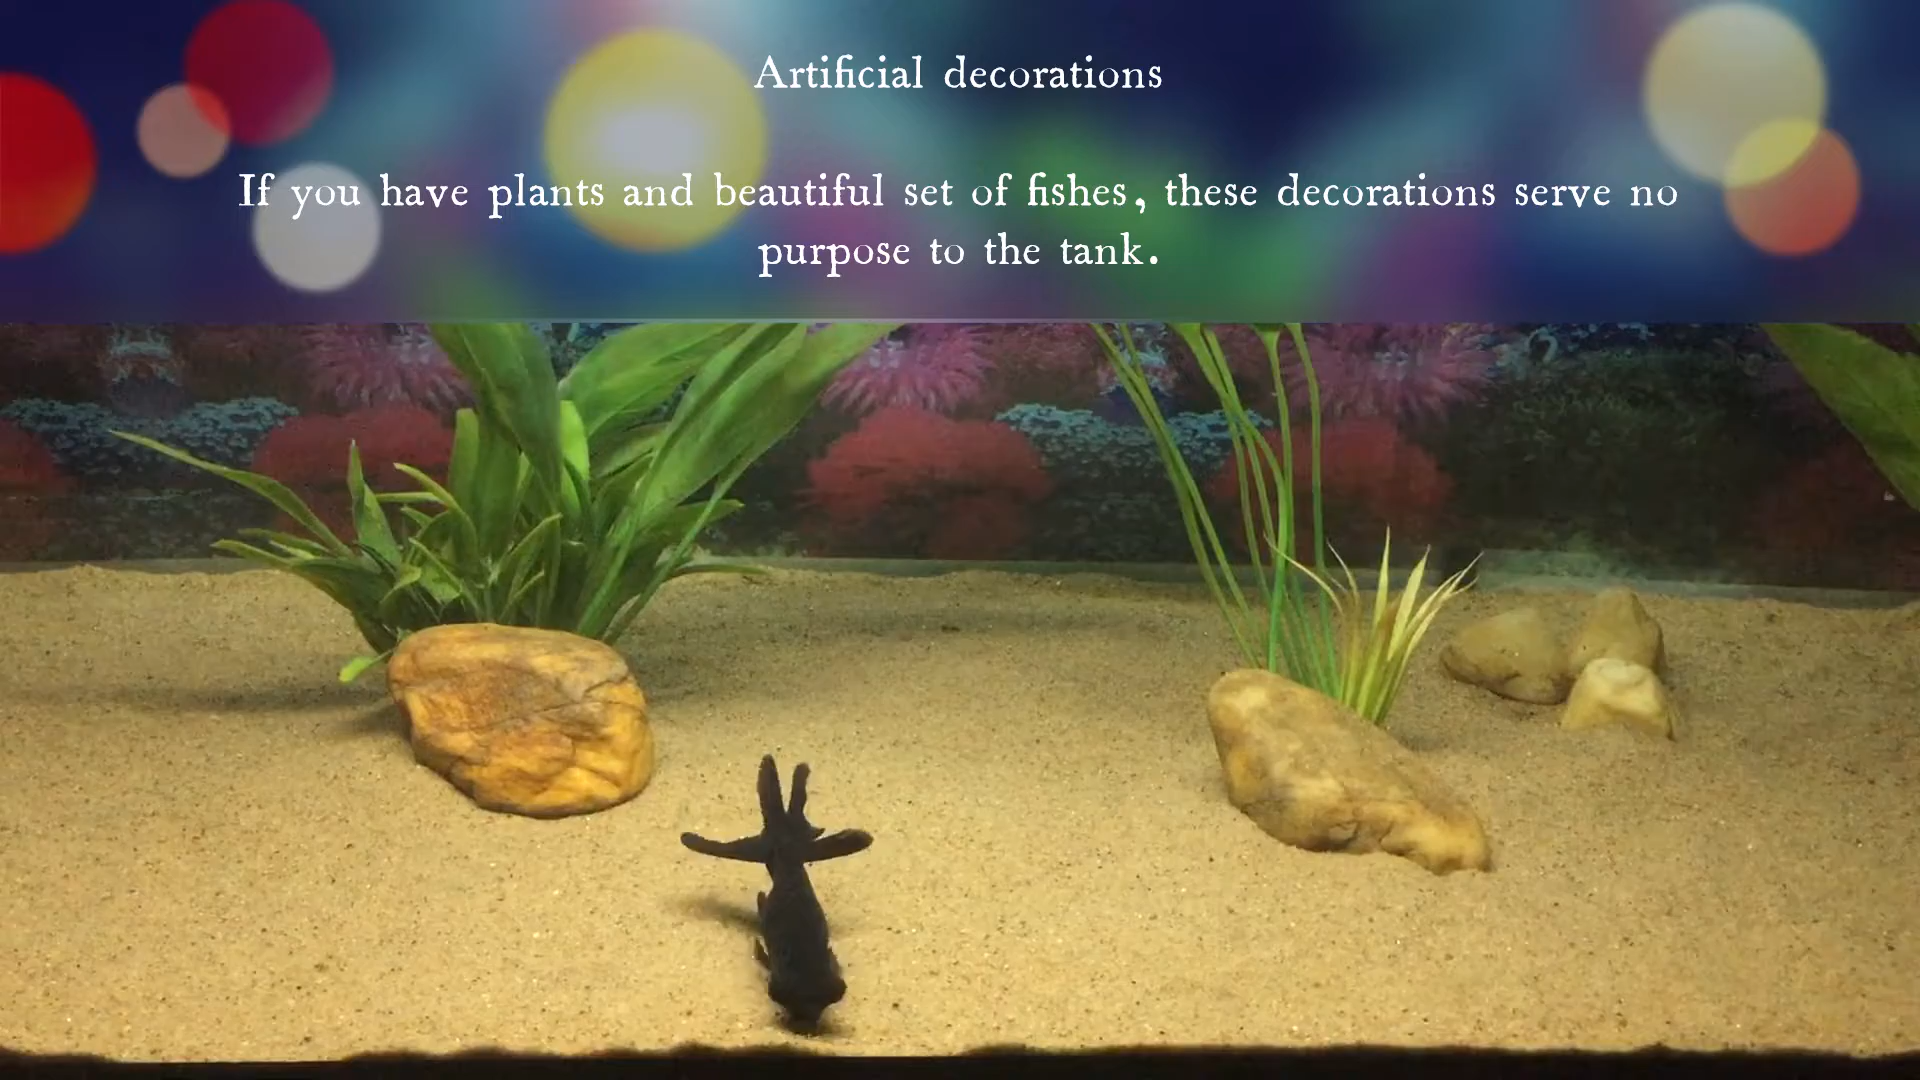 Artificial decorations
If you have plants and beautiful set of fishes, these decorations serve no
purpose to the tank.